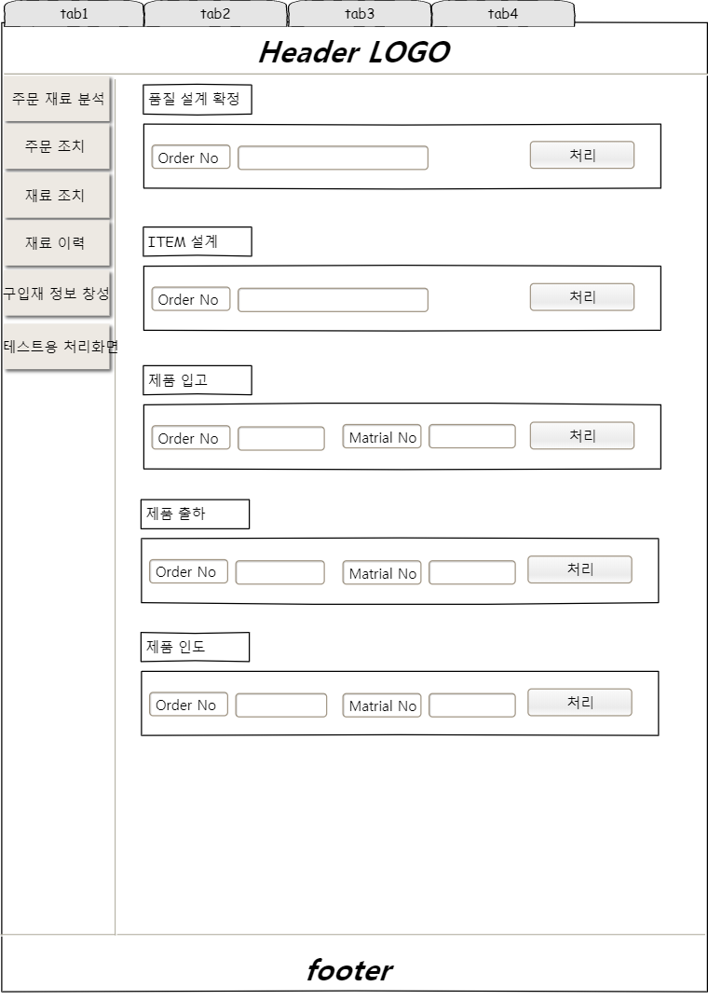 tab1 tab2 tab3 tab4
Header LOGO
주문 재료 분석
주문 조치
재료 조치
재료 이력
구입재 정보 창성
테스트용 처리화면
품질 설계 확정
Order No 처리
ITEM 설계
Order No 처리
제품 입고
Order No Matrial No 처리
제품 출하
Order No Matrial No 처리
제품 인도
Order No Matrial No 처리
footer